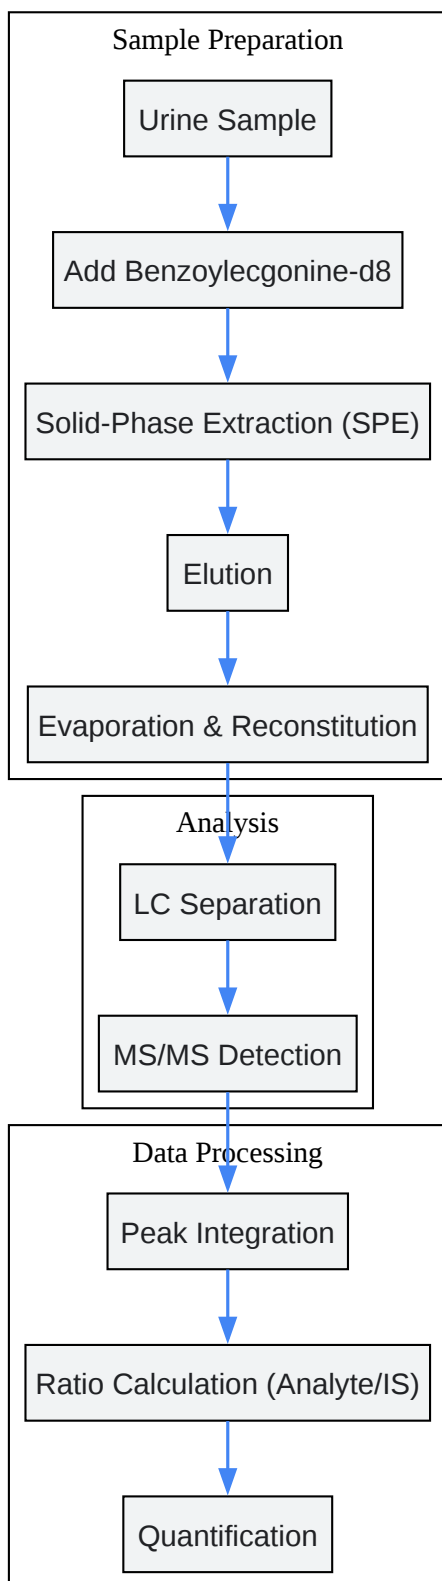 Sample Preparation
Urine Sample
Add Benzoylecgonine-d8
Solid-Phase Extraction (SPE)
Elution
Evaporation & Reconstitution
Analysis
LC Separation
MS/MS Detection
Data Processing
Peak Integration
Ratio Calculation (Analyte/IS)
Quantification